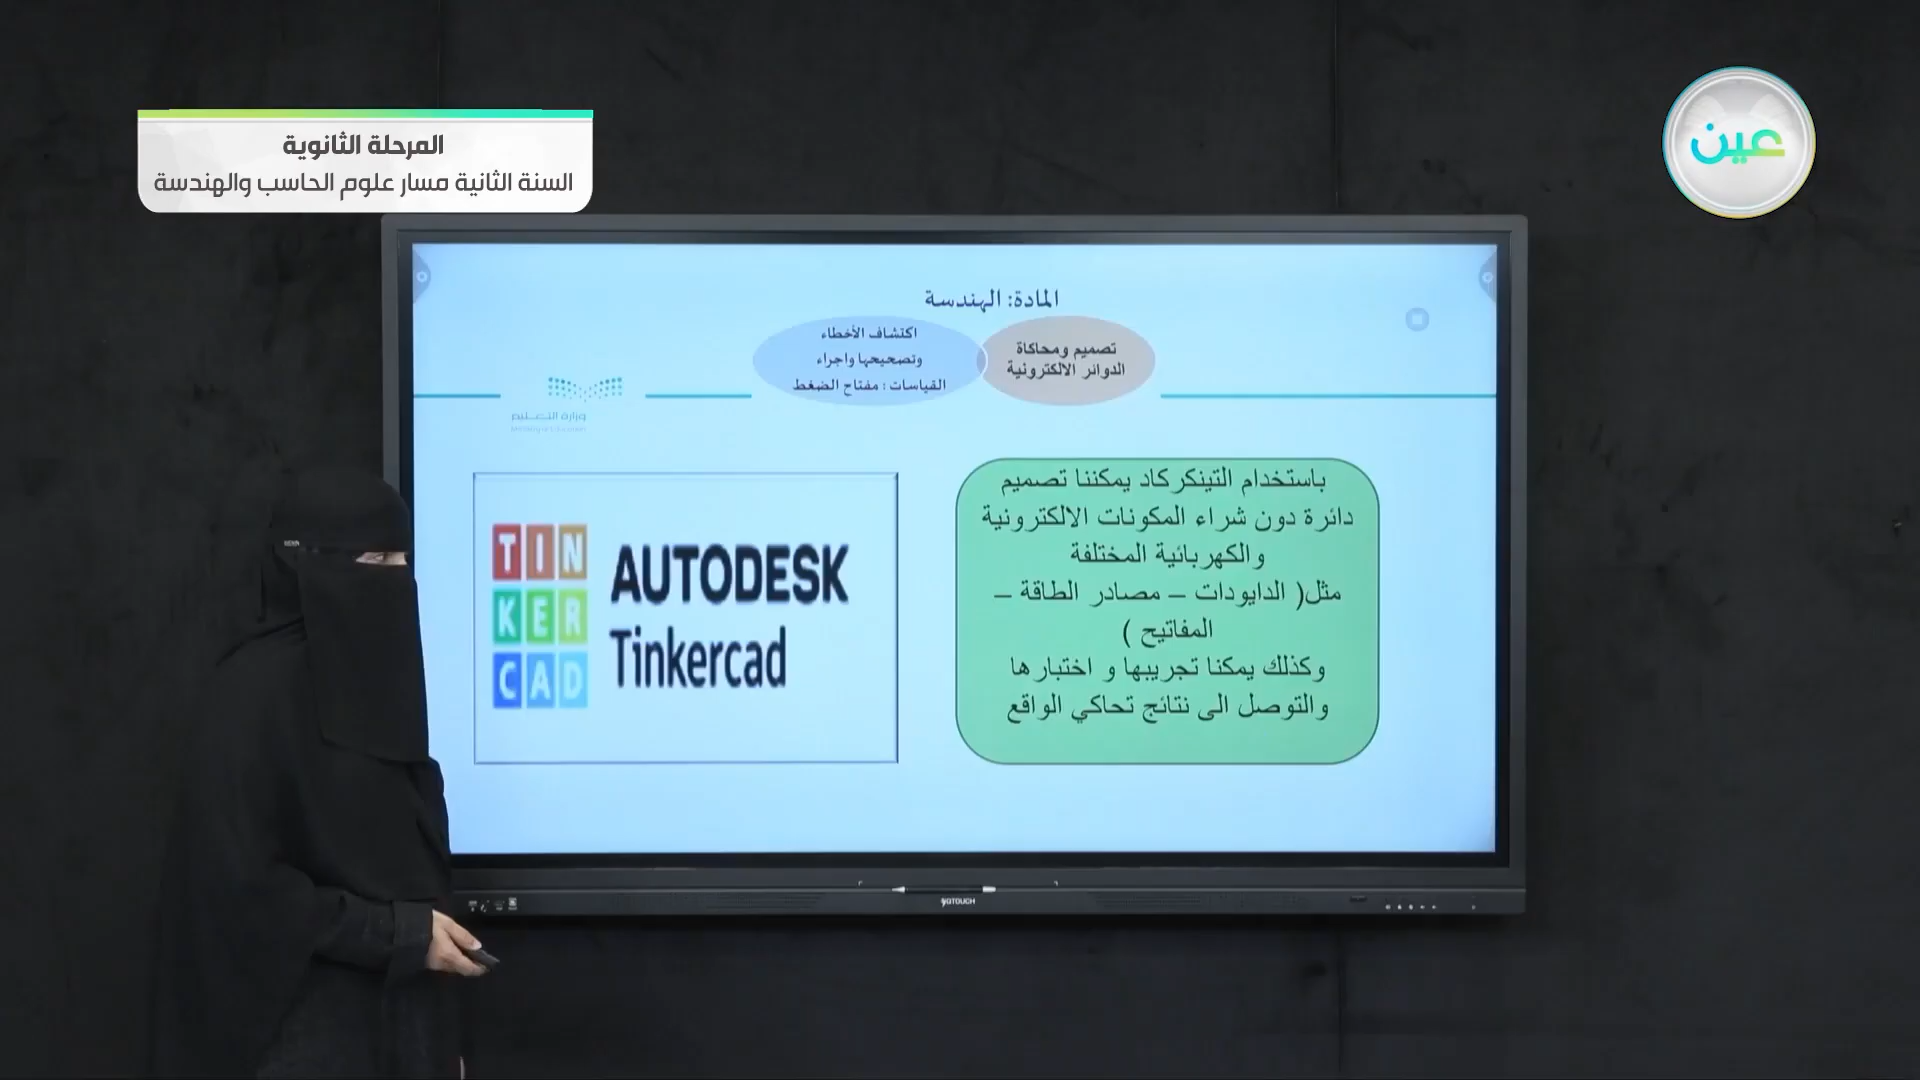 المرحلة الثانوية
السنة الثانية مسار علوم الحاسب والهندسة
عين
المادة: الهندسة
تصميم ومحاكاة
الدوائر الالكترونية
اكتشاف الأخطاء
وتصحيحها واجراء
القياسات : مفتاح الضغط
وزارة التعليم
باستخدام التينكركاد يمكننا تصميم
دائرة دون شراء المكونات الالكترونية
والكهربائية المختلفة
مثل( الدايودات – مصادر الطاقة –
المفاتيح )
وكذلك يمكنا تجريبها و اختبارها
والتوصل الى نتائج تحاكي الواقع
TIN
KER
CAD
AUTODESK
Tinkercad